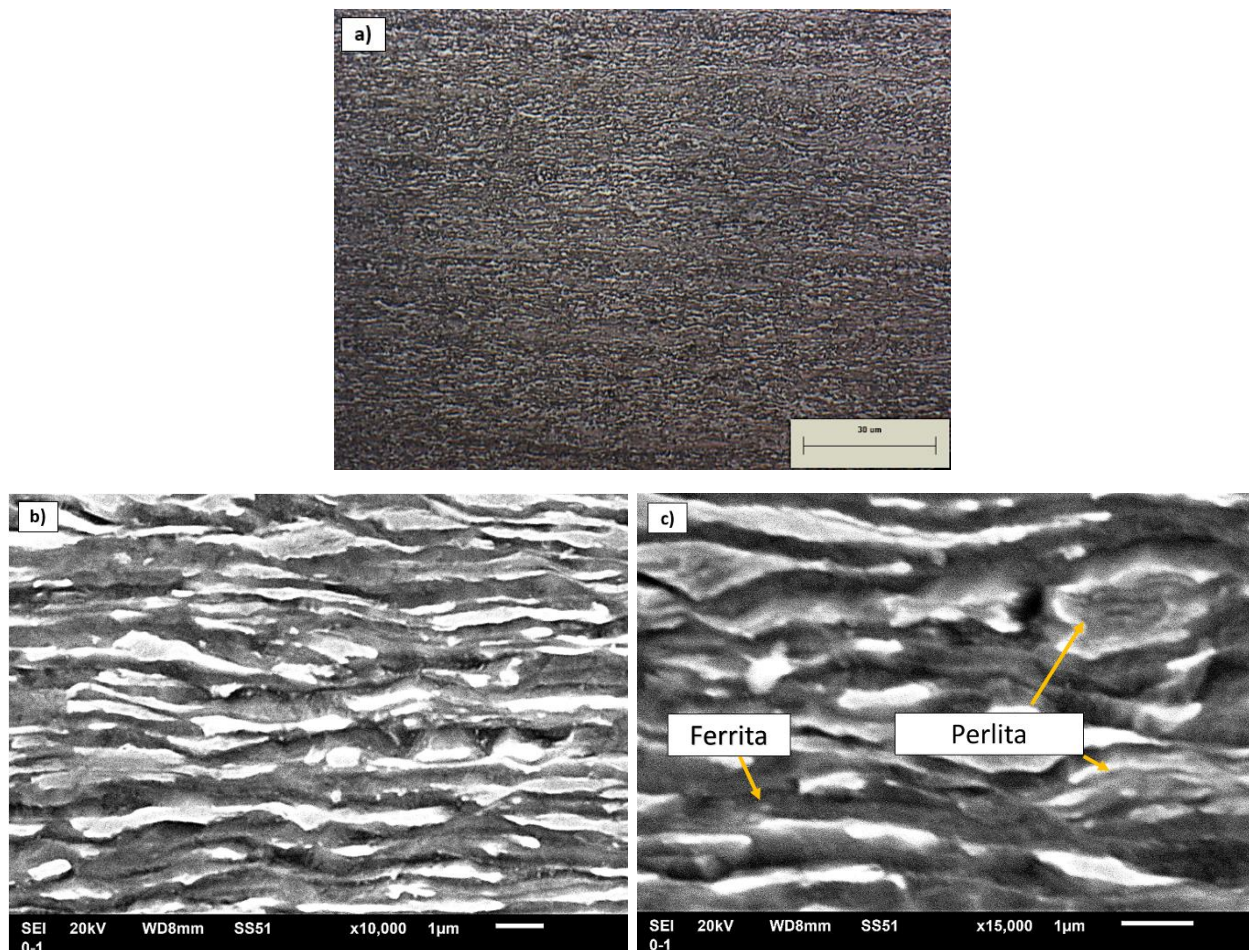 a)
30 um
b)
SEI 20kV WD8mm SS51 x10,000 1µm
0-1
c)
Ferrita
Perlita
SEI 20kV WD8mm SS51 x15,000 1µm
0-1